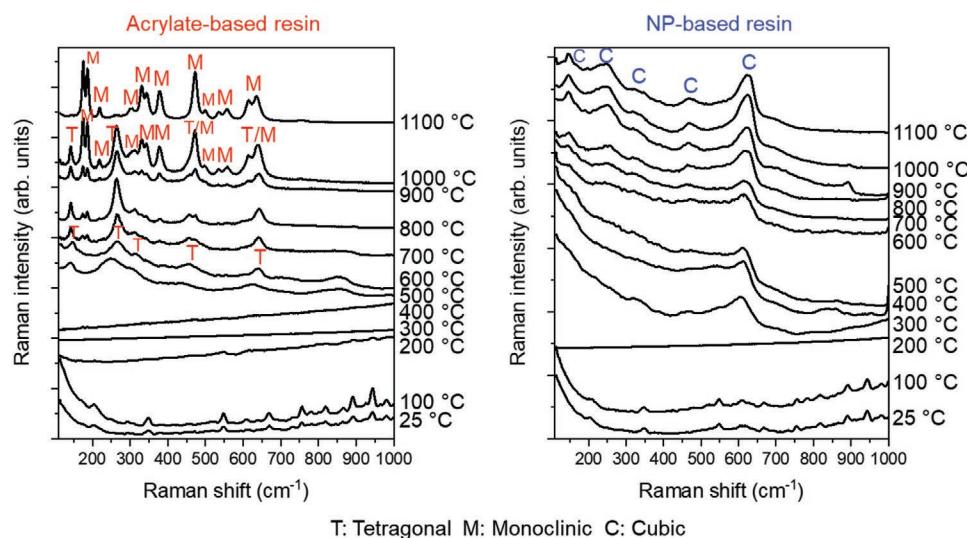 Acrylate-based resin
NP-based resin
M
M
M
M
M
M
M
M
M
M
1100 °C
T
M
M
T
M
M
M
T/M
M
M
T/M
1000 °C
900 °C
800 °C
700 °C
T
T
T
T
T
600 °C
500 °C
400 °C
300 °C
200 °C
100 °C
25 °C
Raman intensity (arb. units)
200 300 400 500 600 700 800 900 1000
Raman shift (cm⁻¹)
C
C
C
C
C
1100 °C
1000 °C
900 °C
800 °C
700 °C
600 °C
500 °C
400 °C
300 °C
200 °C
100 °C
25 °C
Raman intensity (arb. units)
200 300 400 500 600 700 800 900 1000
Raman shift (cm⁻¹)
T: Tetragonal M: Monoclinic C: Cubic